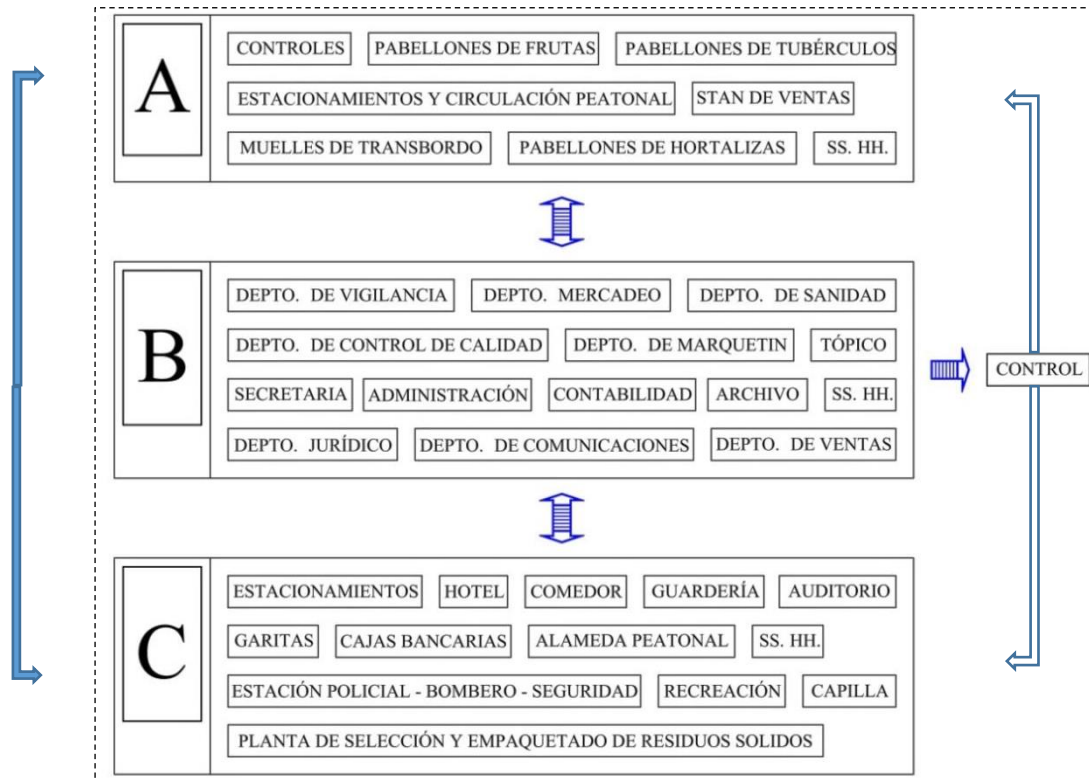 A
CONTROLES PABELLONES DE FRUTAS PABELLONES DE TUBÉRCULOS
ESTACIONAMIENTOS Y CIRCULACIÓN PEATONAL STAN DE VENTAS
MUELLES DE TRANSBORDO PABELLONES DE HORTALIZAS SS. HH.
B
DEPTO. DE VIGILANCIA DEPTO. MERCADEO DEPTO. DE SANIDAD
DEPTO. DE CONTROL DE CALIDAD DEPTO. DE MARQUETIN TÓPICO
SECRETARIA ADMINISTRACIÓN CONTABILIDAD ARCHIVO SS. HH.
DEPTO. JURÍDICO DEPTO. DE COMUNICACIONES DEPTO. DE VENTAS
CONTROL
C
ESTACIONAMIENTOS HOTEL COMEDOR GUARDERÍA AUDITORIO
GARITAS CAJAS BANCARIAS ALAMEDA PEATONAL SS. HH.
ESTACIÓN POLICIAL - BOMBERO - SEGURIDAD RECREACIÓN CAPILLA
PLANTA DE SELECCIÓN Y EMPAQUETADO DE RESIDUOS SOLIDOS